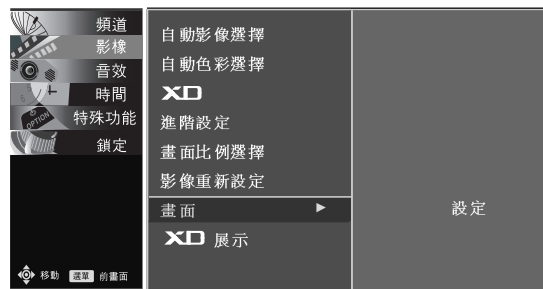 頻道
影像
音效
時間
OPTION
特殊功能
鎖定
移動 選單 前畫面
自動影像選擇
自動色彩選擇
XD
進階設定
畫面比例選擇
影像重新設定
畫面 ►
XD 展示
設定